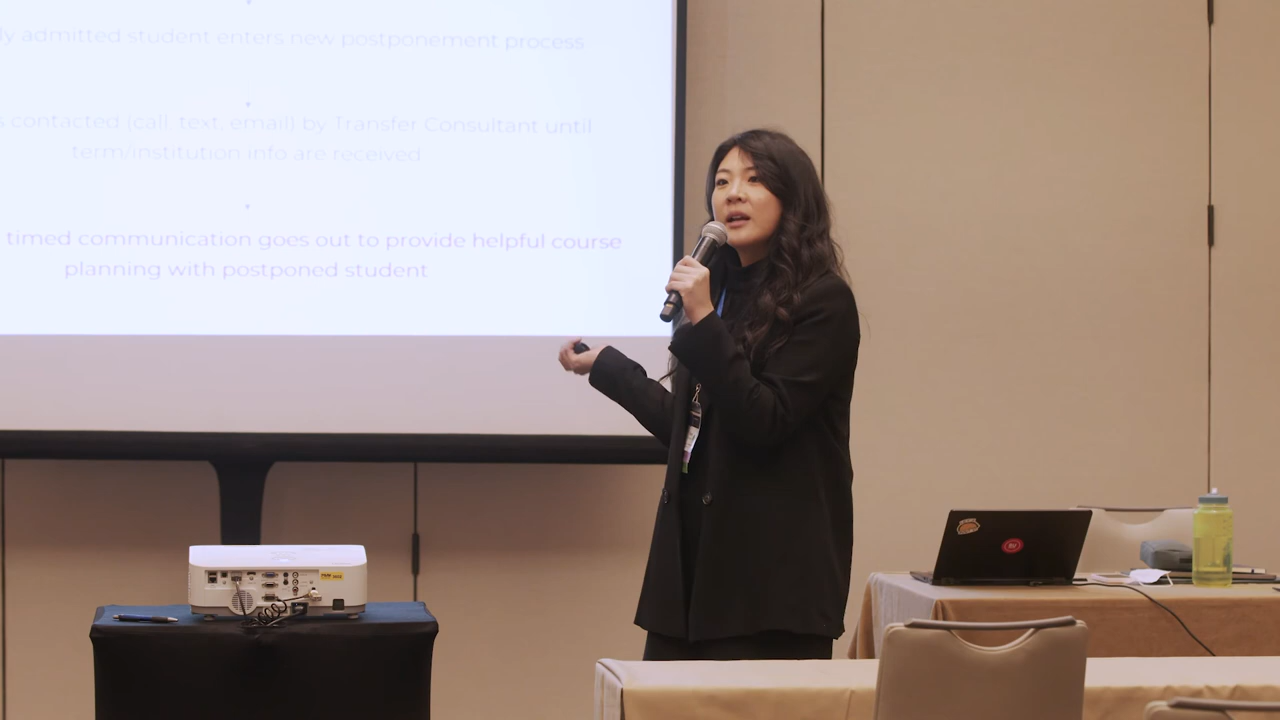 ly admitted student enters new postponement process
s contacted (call, text, email) by Transfer Consultant until
term/institution info are received
timed communication goes out to provide helpful course
planning with postponed student